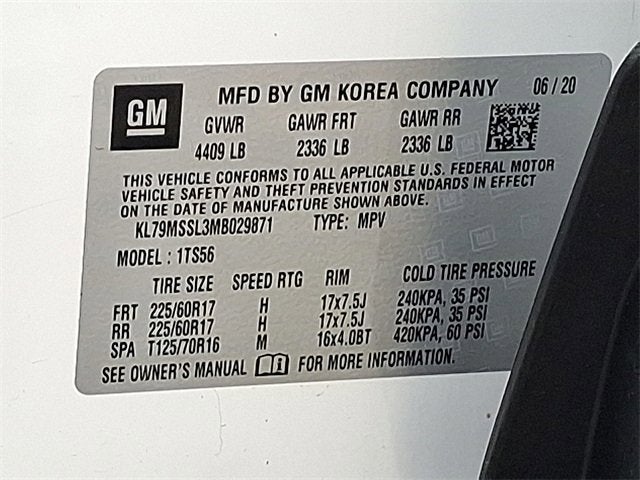 GM
MFD BY GM KOREA COMPANY 06/20
GVWR GAWR FRT GAWR RR
4409 LB 2336 LB 2336 LB
THIS VEHICLE CONFORMS TO ALL APPLICABLE U.S. FEDERAL MOTOR
VEHICLE SAFETY AND THEFT PREVENTION STANDARDS IN EFFECT
ON THE DATE OF MANUFACTURE SHOWN ABOVE.
KL79MSSL3MB029871 TYPE: MPV
MODEL: 1TS56
TIRE SIZE SPEED RTG RIM COLD TIRE PRESSURE
FRT 225/60R17 H 17x7.5J 240KPA, 35 PSI
RR 225/60R17 H 17x7.5J 240KPA, 35 PSI
SPA T125/70R16 M 16x4.0BT 420KPA, 60 PSI
SEE OWNER'S MANUAL FOR MORE INFORMATION.